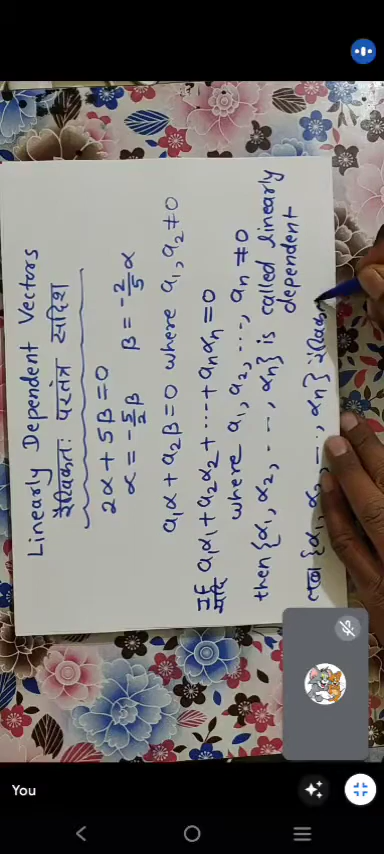 Linearly Dependent Vectors
रैखिकतः परतंत्र सदिश
2α + 5β = 0
α = -5/2 β    β = -2/5 α
a₁α + a₂β = 0 where a₁, a₂ ≠ 0
If a₁α₁ + a₂α₂ + ··· + aₙαₙ = 0
यदि
where a₁, a₂, ···, aₙ ≠ 0
then {α₁, α₂, - - -, αₙ} is called linearly
dependent
{α₁, α₂, ···, αₙ}
You